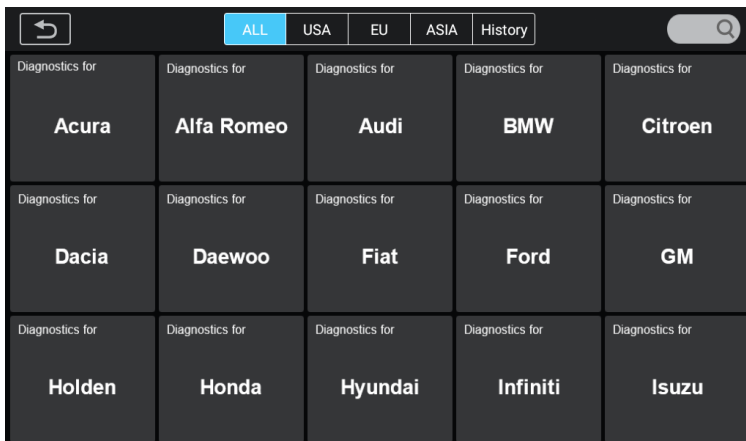 ALL USA EU ASIA History
Diagnostics for Diagnostics for Diagnostics for Diagnostics for Diagnostics for
Acura Alfa Romeo Audi BMW Citroen
Diagnostics for Diagnostics for Diagnostics for Diagnostics for Diagnostics for
Dacia Daewoo Fiat Ford GM
Diagnostics for Diagnostics for Diagnostics for Diagnostics for Diagnostics for
Holden Honda Hyundai Infiniti Isuzu